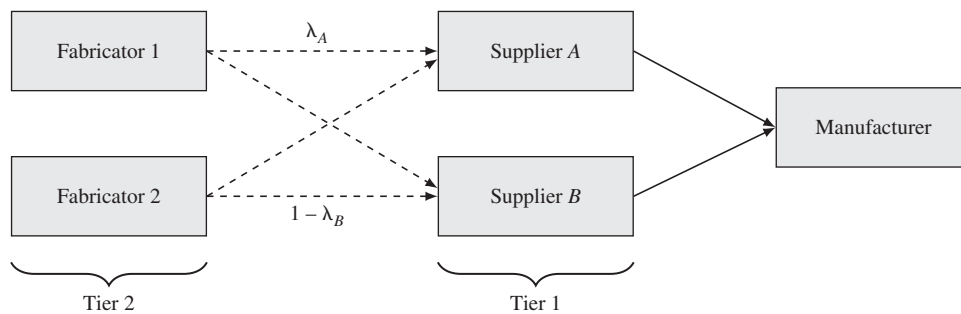 Fabricator 1
λ_A
Supplier A
Manufacturer
Fabricator 2
1 – λ_B
Supplier B
Tier 2
Tier 1